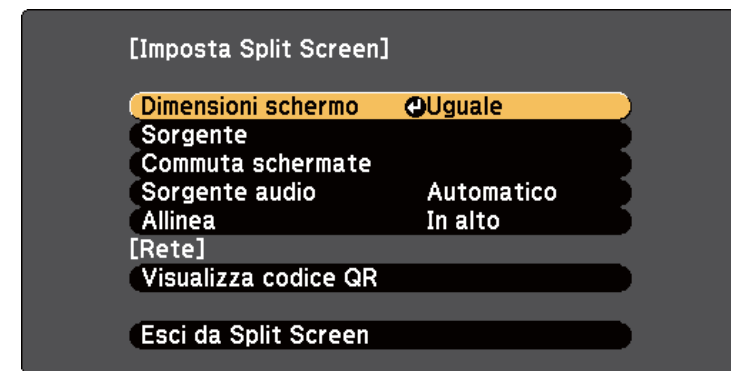 [Imposta Split Screen]
Dimensioni schermo Uguale
Sorgente
Commuta schermate
Sorgente audio Automatico
Allinea In alto
[Rete]
Visualizza codice QR
Esci da Split Screen